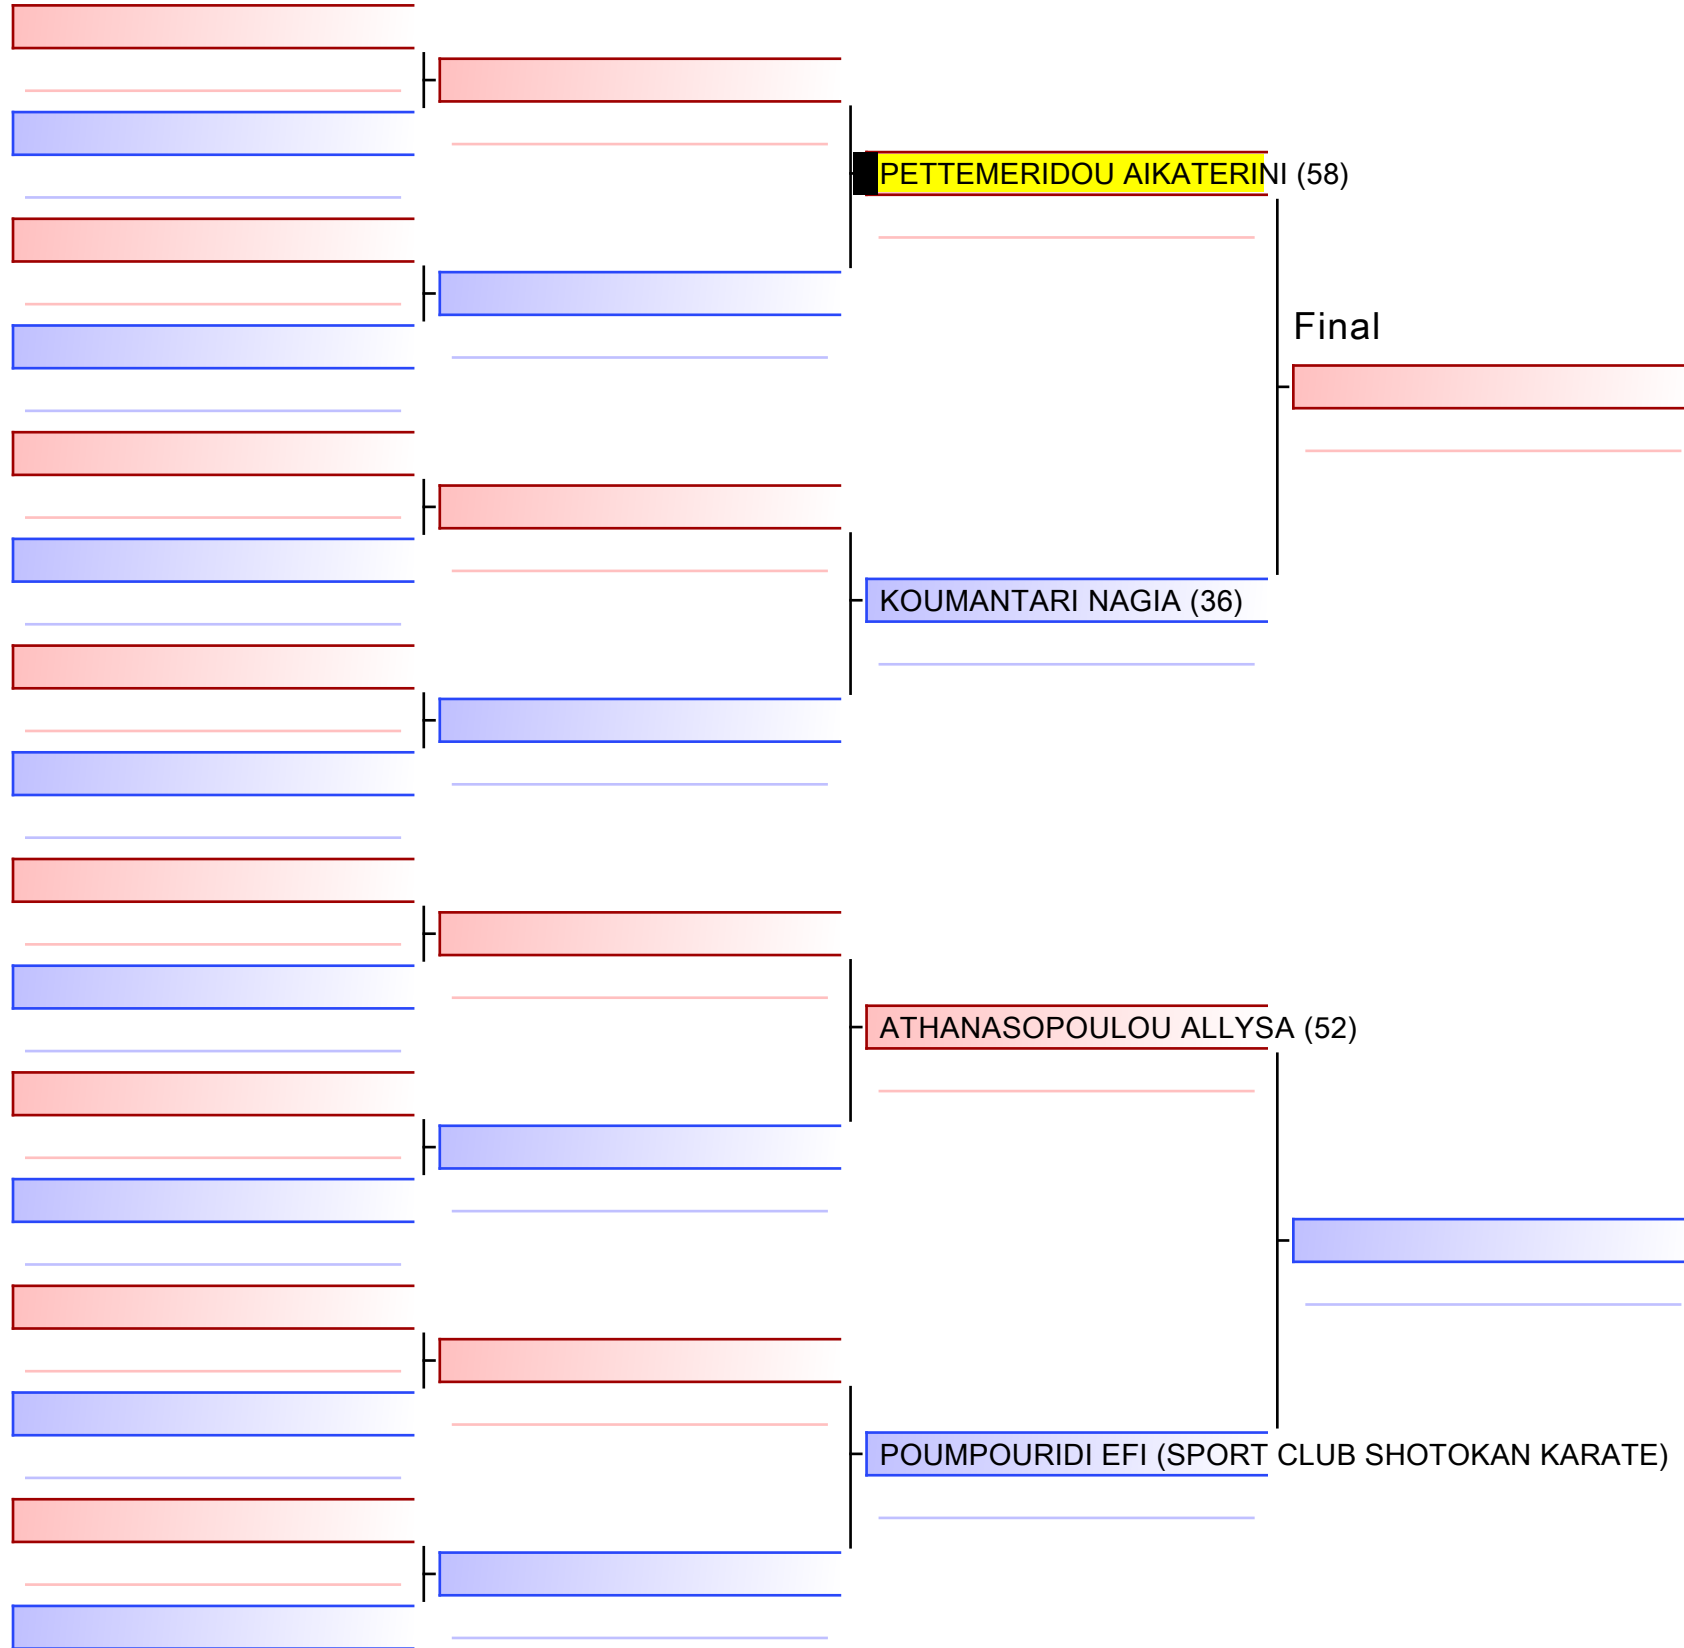 PETTEMERIDOU AIKATERINI (58)
Final
KOUMANTARI NAGIA (36)
ATHANASOPOULOU ALLYSA (52)
POUMPOURIDI EFI (SPORT CLUB SHOTOKAN KARATE)